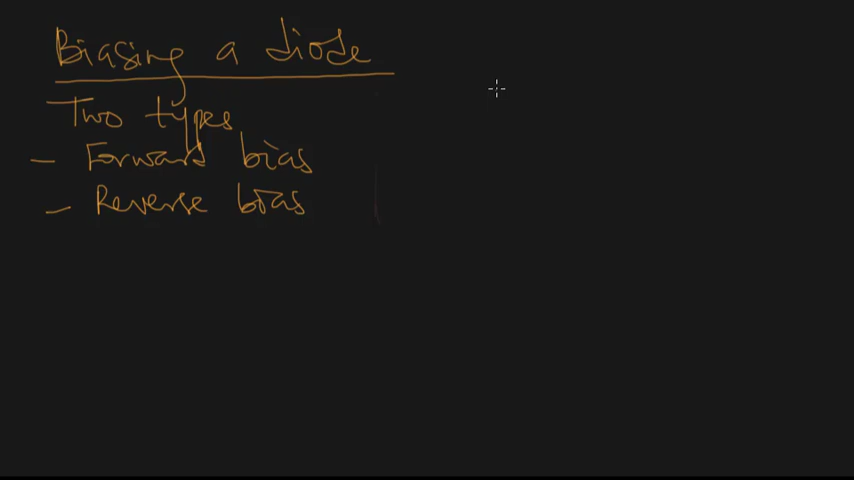 Biasing a diode
Two types
- Forward bias
- Reverse bias